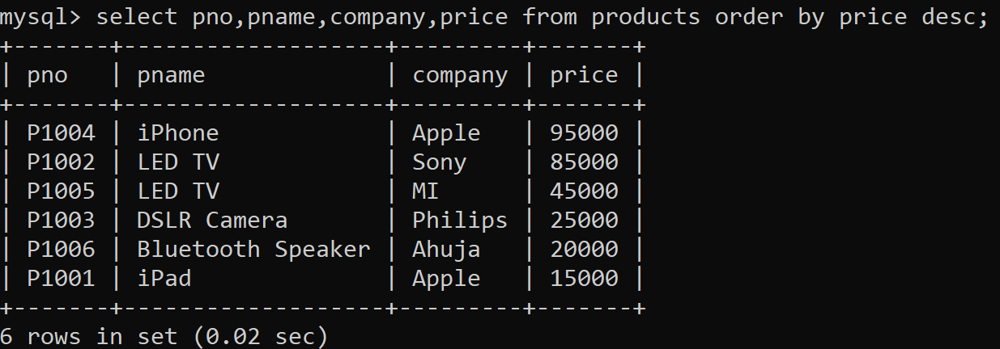 mysql> select pno,pname,company,price from products order by price desc;
+-------+-------------------+---------+-------+
| pno   | pname             | company | price |
+-------+-------------------+---------+-------+
| P1004 | iPhone            | Apple   | 95000 |
| P1002 | LED TV            | Sony    | 85000 |
| P1005 | LED TV            | MI      | 45000 |
| P1003 | DSLR Camera       | Philips | 25000 |
| P1006 | Bluetooth Speaker | Ahuja   | 20000 |
| P1001 | iPad              | Apple   | 15000 |
+-------+-------------------+---------+-------+
6 rows in set (0.02 sec)